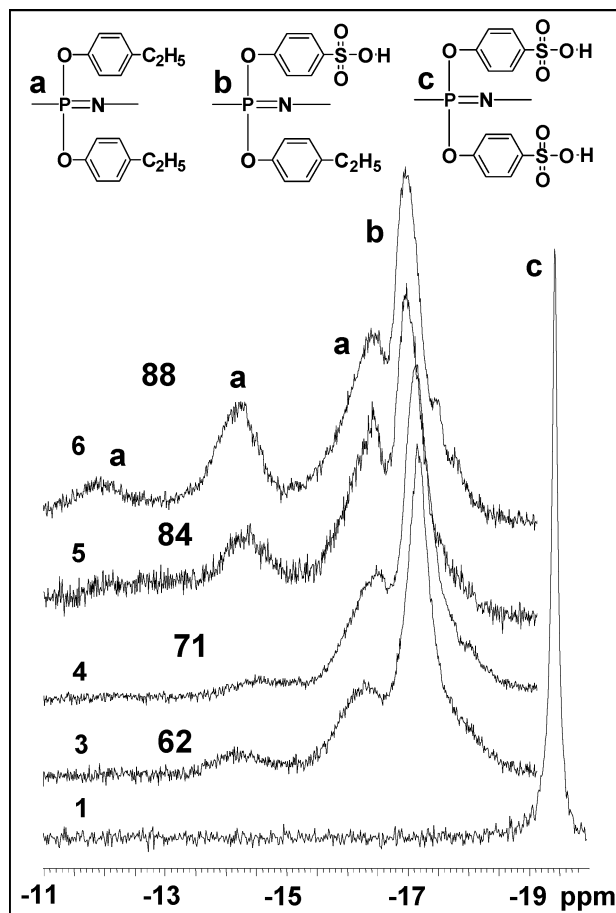 O C₂H₅
a P=N
O C₂H₅
O S O·H
O
O
b P=N
O C₂H₅
O S O·H
O
O
c P=N
O S O·H
O
O
b
c
a
88
a
6 a
5 84
4 71
3 62
1
-11 -13 -15 -17 -19 ppm